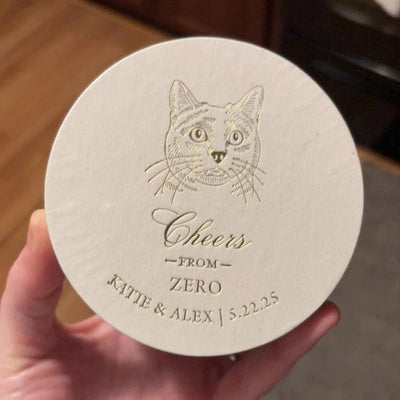 Cheers
—FROM—
ZERO
KATIE & ALEX | 5.22.25